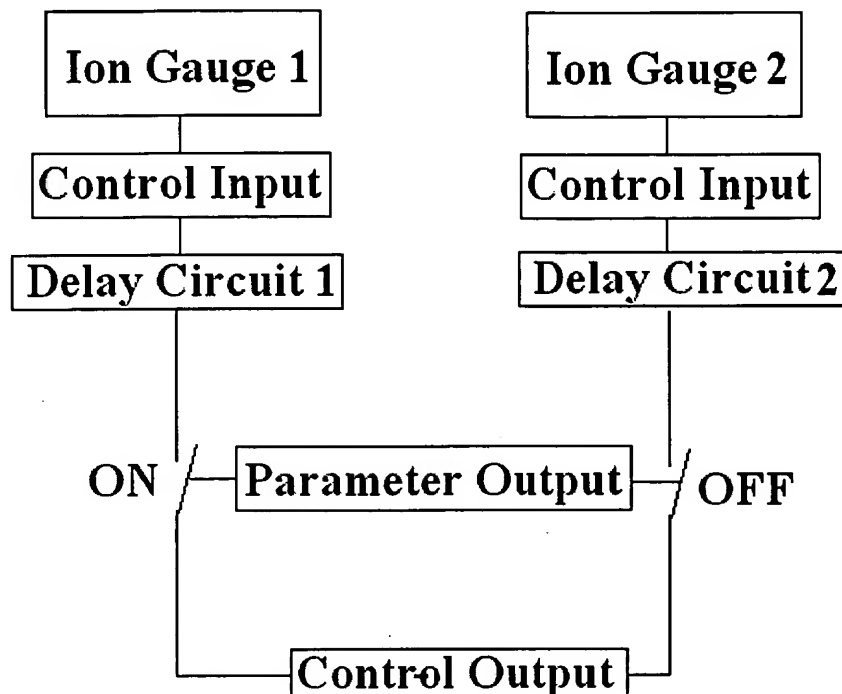 Ion Gauge 1
Ion Gauge 2
Control Input
Control Input
Delay Circuit 1
Delay Circuit 2
ON
Parameter Output
OFF
Control Output